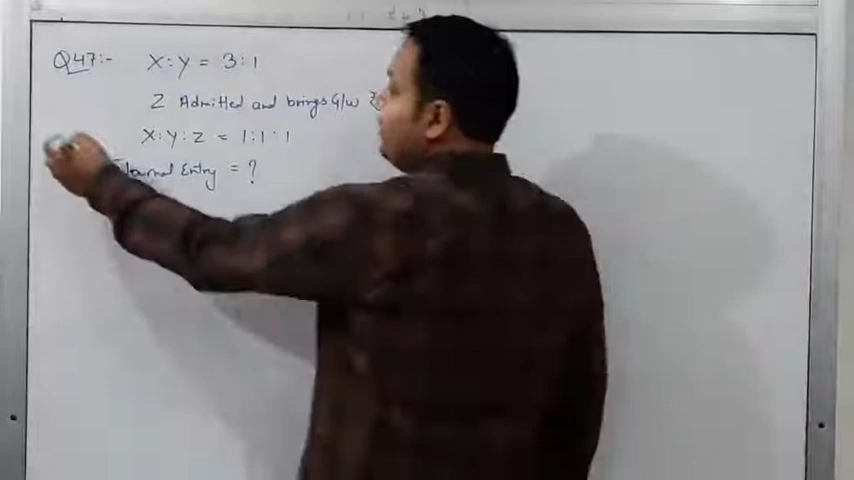 Q47:- X:Y = 3:1
Z Admitted and brings G/W ₹
X:Y:Z = 1:1:1
Journal Entry = ?